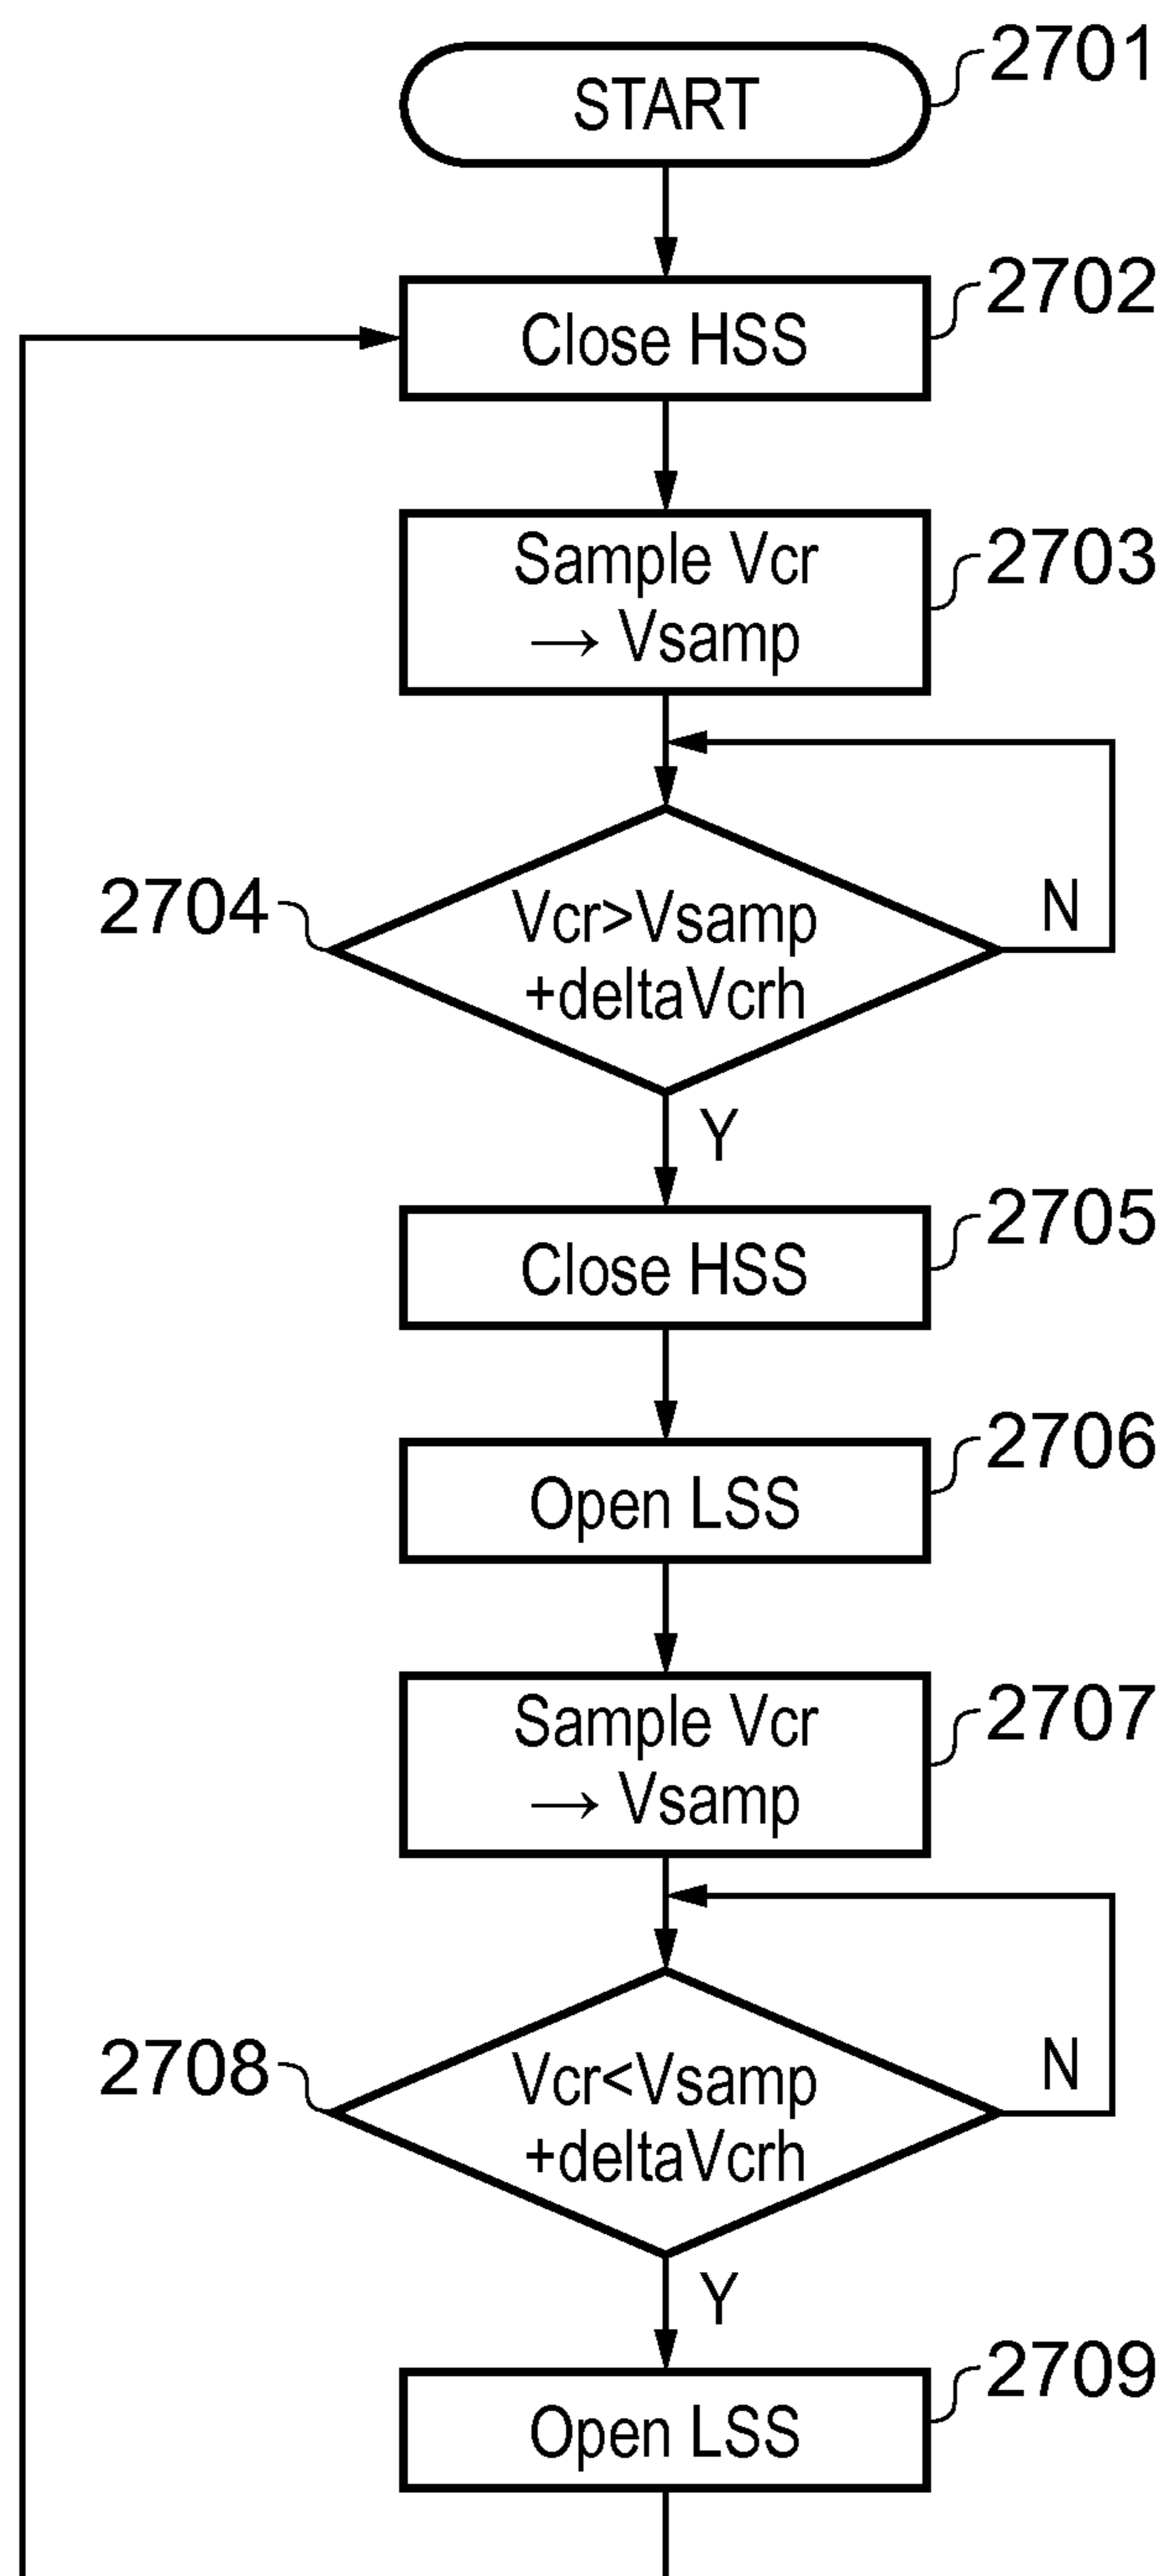 START
2701
Close HSS
2702
Sample Vcr
→ Vsamp
2703
2704
Vcr>Vsamp
+deltaVcrh
N
Y
Close HSS
2705
Open LSS
2706
Sample Vcr
→ Vsamp
2707
2708
Vcr<Vsamp
+deltaVcrh
N
Y
Open LSS
2709